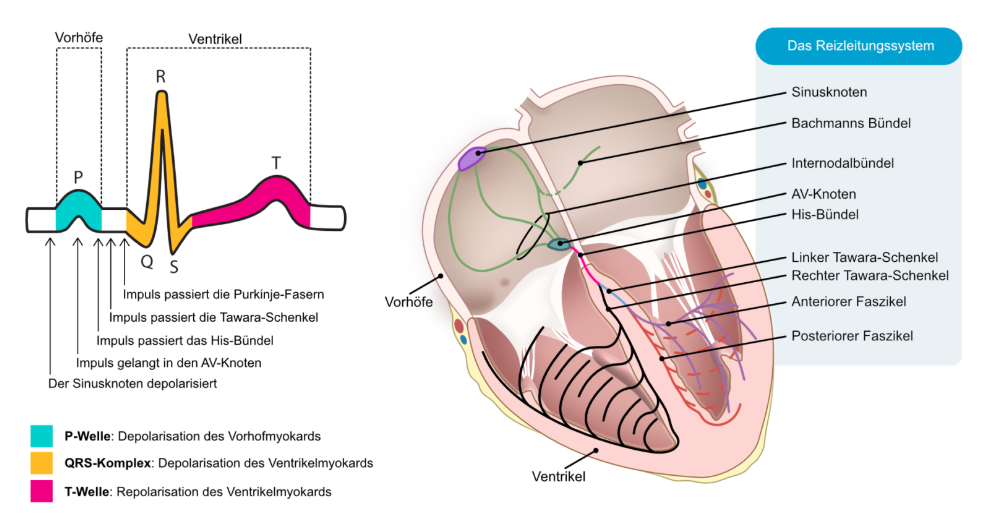 Vorhöfe
Ventrikel
R
P
T
Q
S
Impuls passiert die Purkinje-Fasern
Impuls passiert die Tawara-Schenkel
Impuls passiert das His-Bündel
Impuls gelangt in den AV-Knoten
Der Sinusknoten depolarisiert
P-Welle: Depolarisation des Vorhofmyokards
QRS-Komplex: Depolarisation des Ventrikelmyokards
T-Welle: Repolarisation des Ventrikelmyokards
Das Reizleitungssystem
Sinusknoten
Bachmanns Bündel
Internodalbündel
AV-Knoten
His-Bündel
Linker Tawara-Schenkel
Rechter Tawara-Schenkel
Anteriorer Faszikel
Posteriorer Faszikel
Vorhöfe
Ventrikel